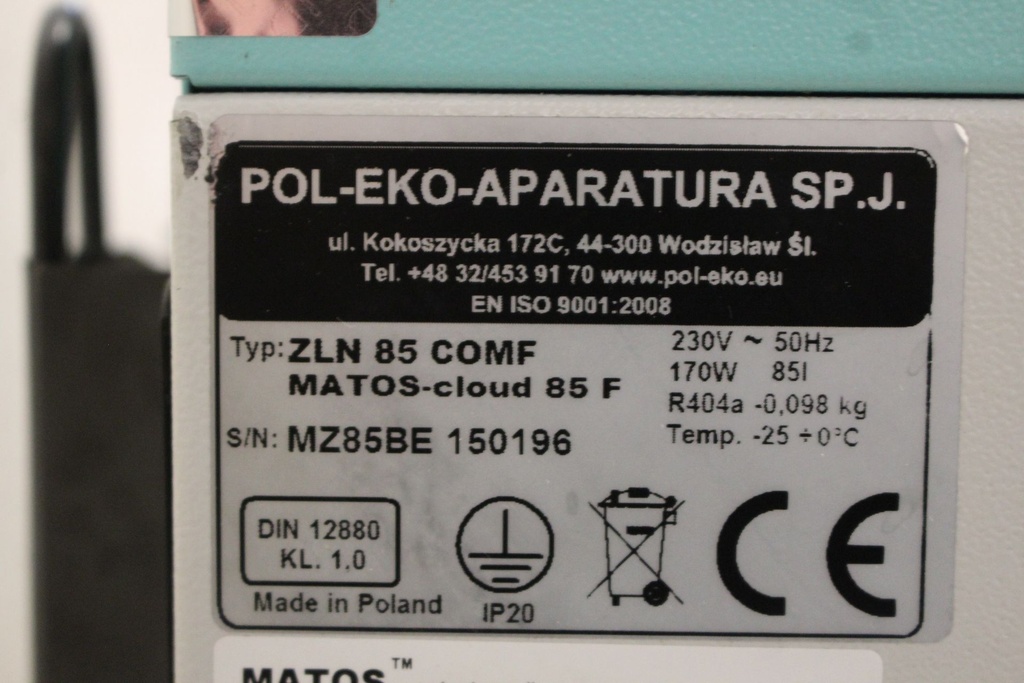 POL-EKO-APARATURA SP.J.
ul. Kokoszycka 172C, 44-300 Wodzisław Śl.
Tel. +48 32/453 91 70 www.pol-eko.eu
EN ISO 9001:2008
Typ: ZLN 85 COMF
MATOS-cloud 85 F
S/N: MZ85BE 150196
230V ~ 50Hz
170W 85l
R404a -0,098 kg
Temp. -25 ÷0°C
DIN 12880
KL. 1.0
Made in Poland
IP20
CE
MATOS™